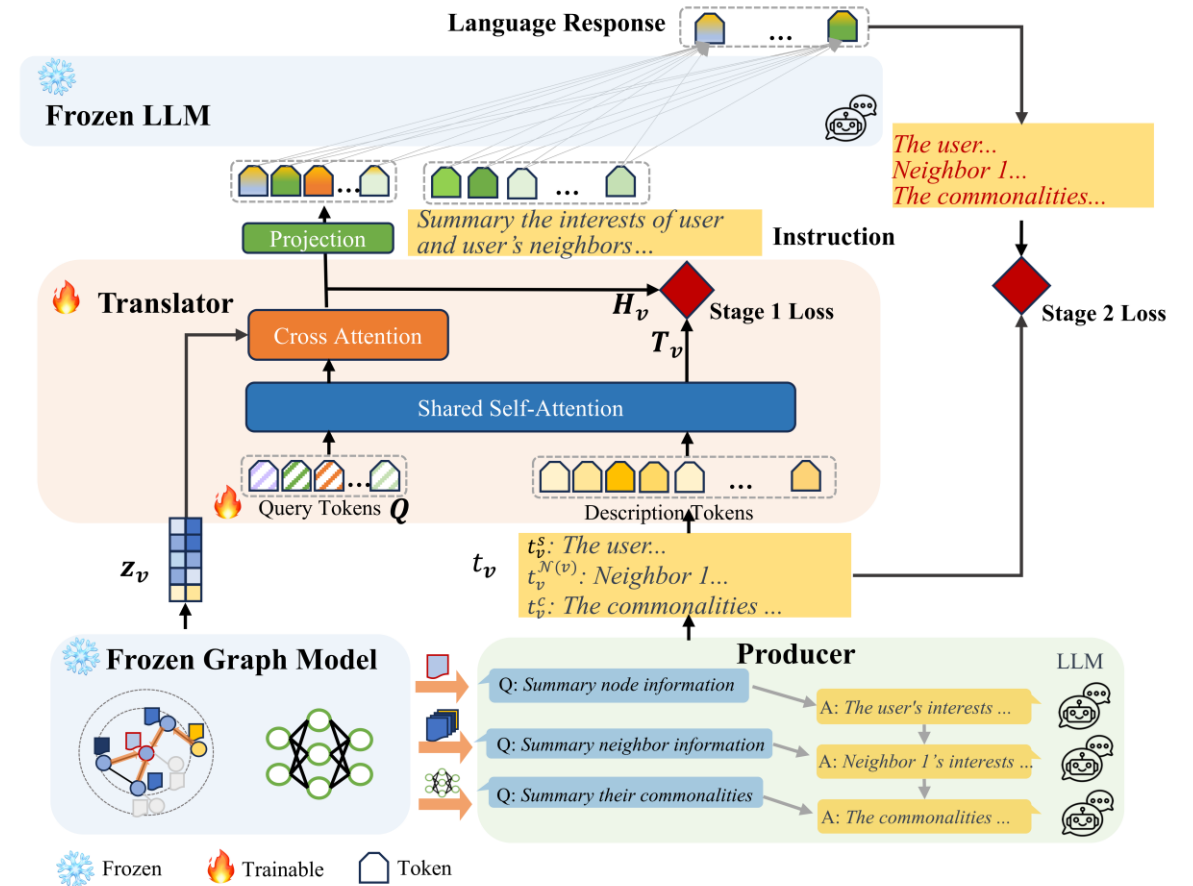 Language Response
...
Frozen LLM
The user...
Neighbor 1...
The commonalities...
...
...
Summary the interests of user
and user's neighbors...
Projection
Instruction
Translator
H_v
Stage 1 Loss
Stage 2 Loss
Cross Attention
T_v
Shared Self-Attention
...
...
Query Tokens Q
Description Tokens
z_v
t_v
t_v^s: The user...
t_v^{N(v)}: Neighbor 1...
t_v^c: The commonalities ...
Frozen Graph Model
Producer
LLM
Q: Summary node information
A: The user's interests ...
Q: Summary neighbor information
A: Neighbor 1's interests ...
Q: Summary their commonalities
A: The commonalities ...
Frozen
Trainable
Token